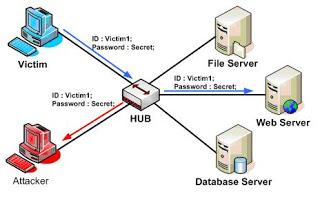 ID : Victim1;
Password : Secret;
Victim
File Server
ID : Victim1;
Password : Secret;
ID : Victim1;
Password : Secret;
HUB
Web Server
Attacker
Database Server